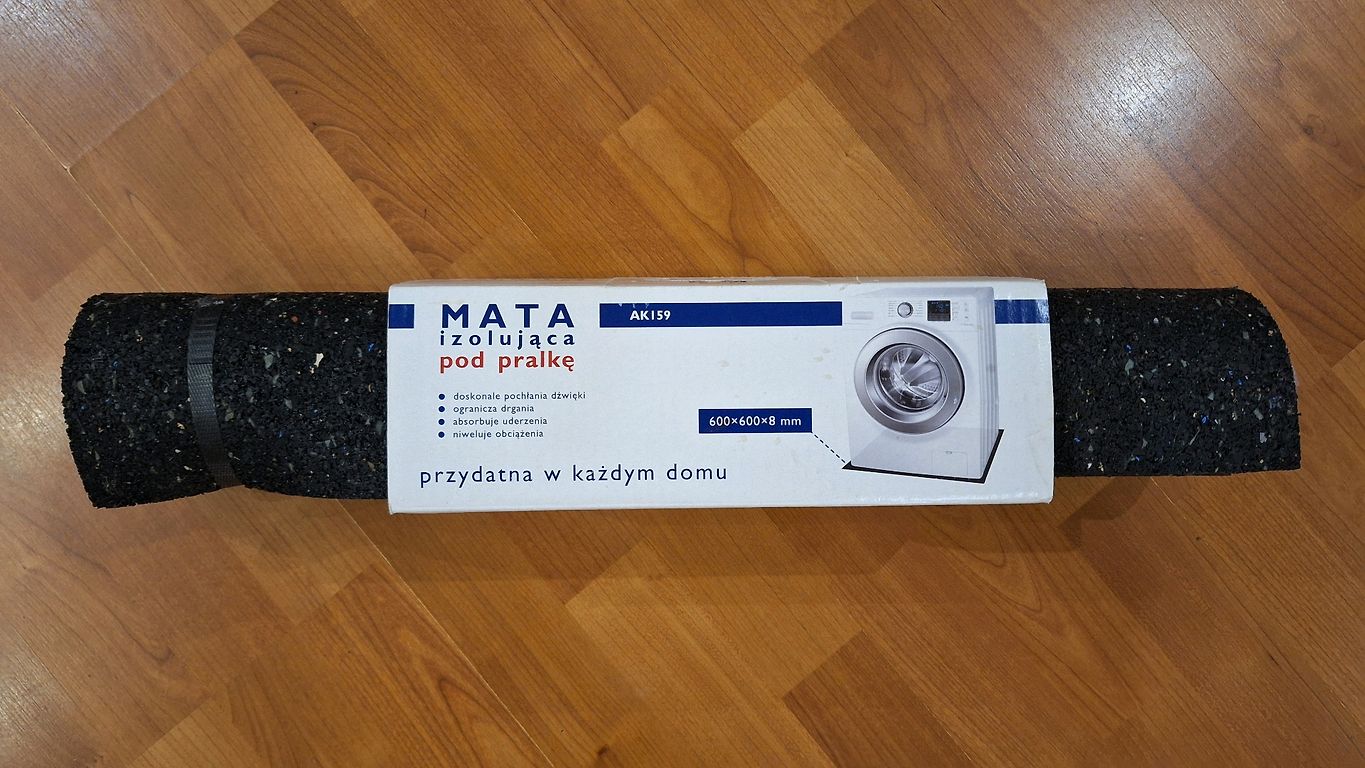 MATA
izolująca
pod pralkę
AK159
doskonale pochłania dźwięki
ogranicza drgania
absorbuje uderzenia
niweluje obciążenia
600×600×8 mm
przydatna w każdym domu